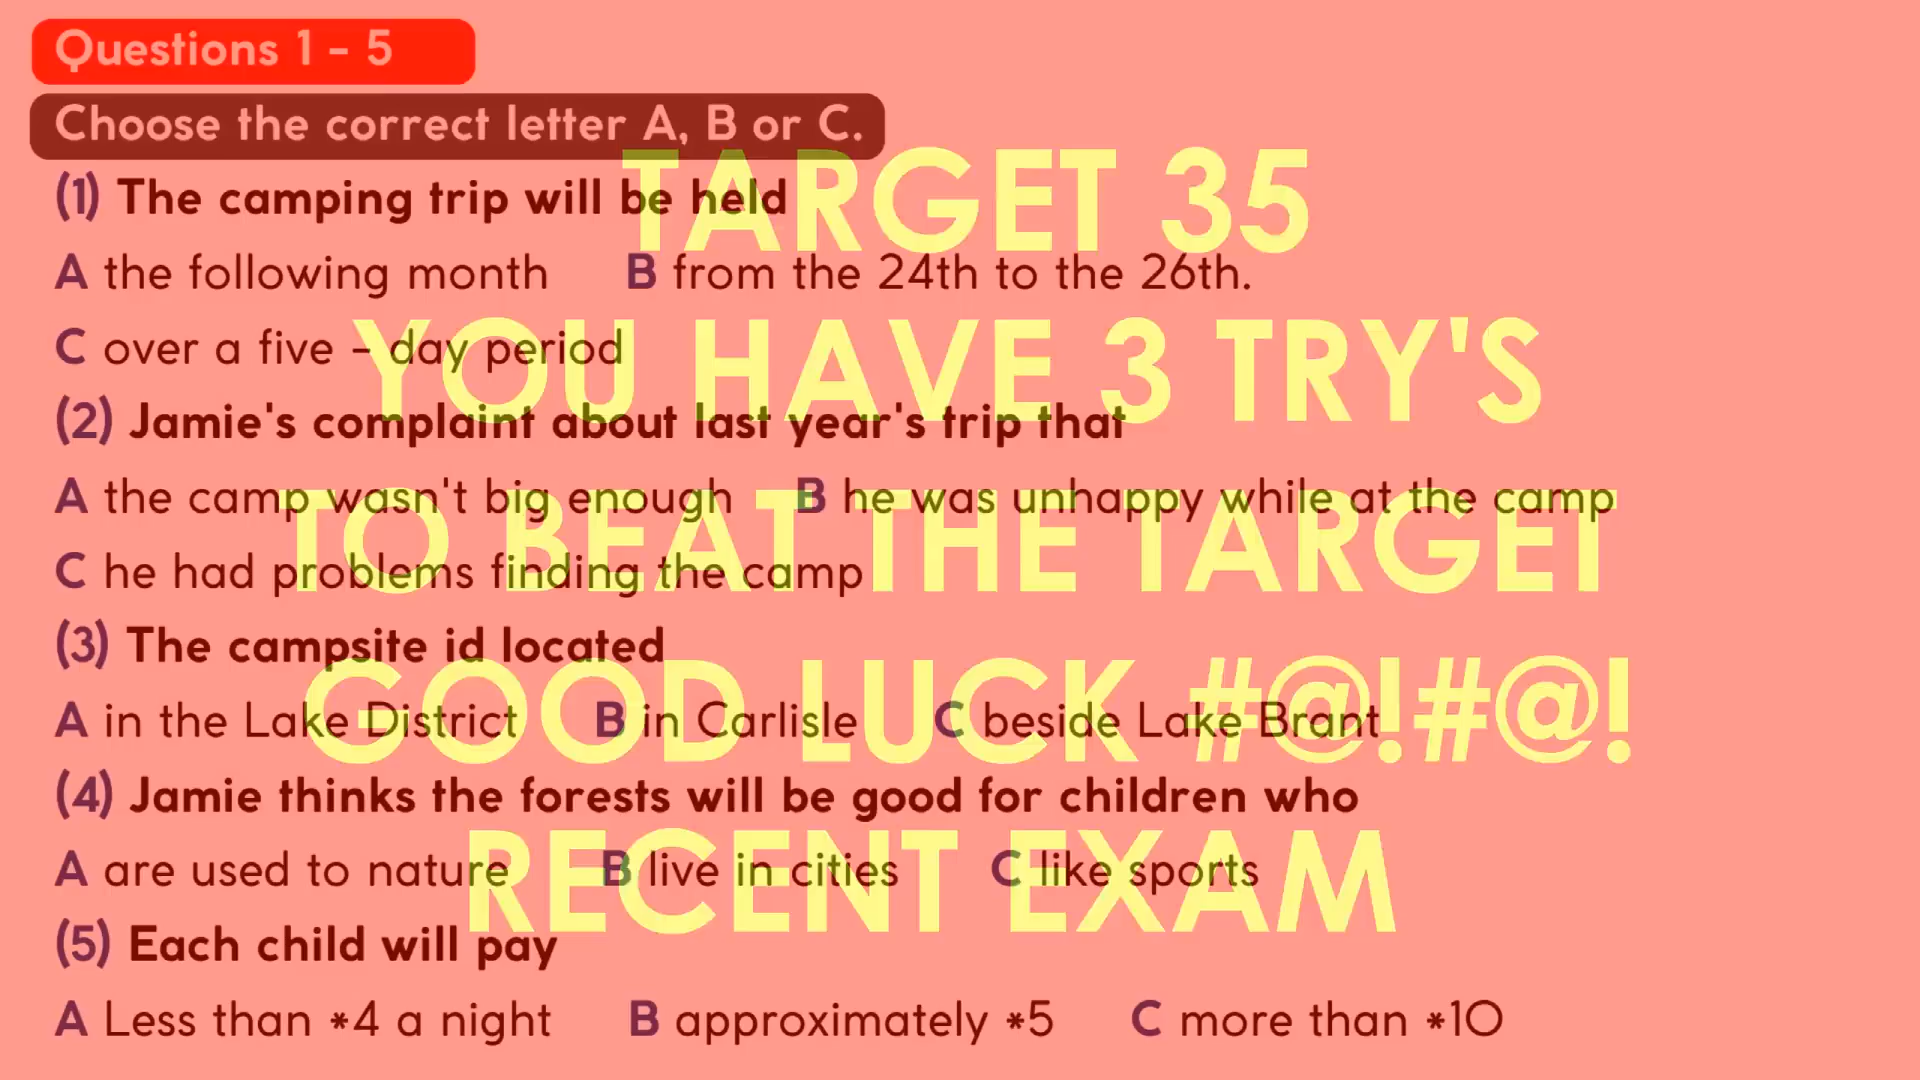 Questions 1 - 5
Choose the correct letter A, B or C.
(1) The camping trip will be held
A the following month B from the 24th to the 26th.
C over a five - day period
(2) Jamie's complaint about last year's trip that
A the camp wasn't big enough B he was unhappy while at the camp
C he had problems finding the camp
(3) The campsite id located
A in the Lake District B in Carlisle C beside Lake Brant
(4) Jamie thinks the forests will be good for children who
A are used to nature B live in cities C like sports
(5) Each child will pay
A Less than *4 a night B approximately *5 C more than *10
TARGET 35
YOU HAVE 3 TRY'S
TO BEAT THE TARGET
GOOD LUCK #@!#@!
RECENT EXAM